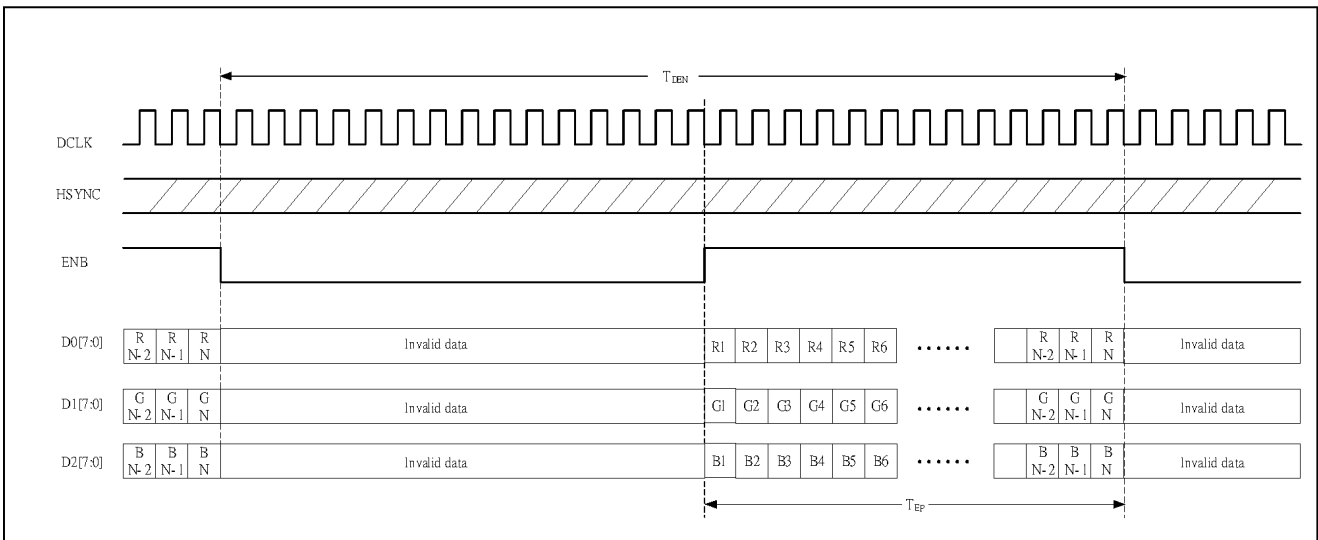 TDEN
DCLK
HSYNC
ENB
D0[7:0] R N-2 R N-1 R N Invalid data R1 R2 R3 R4 R5 R6 ...... R N-2 R N-1 R N Invalid data
D1[7:0] G N-2 G N-1 G N Invalid data G1 G2 G3 G4 G5 G6 ...... G N-2 G N-1 G N Invalid data
D2[7:0] B N-2 B N-1 B N Invalid data B1 B2 B3 B4 B5 B6 ...... B N-2 B N-1 B N Invalid data
TEP